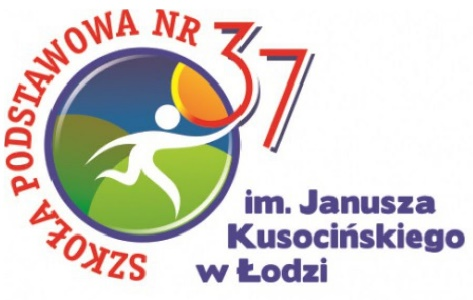 SZKOŁA PODSTAWOWA NR 37
im. Janusza
Kusocińskiego
w Łodzi